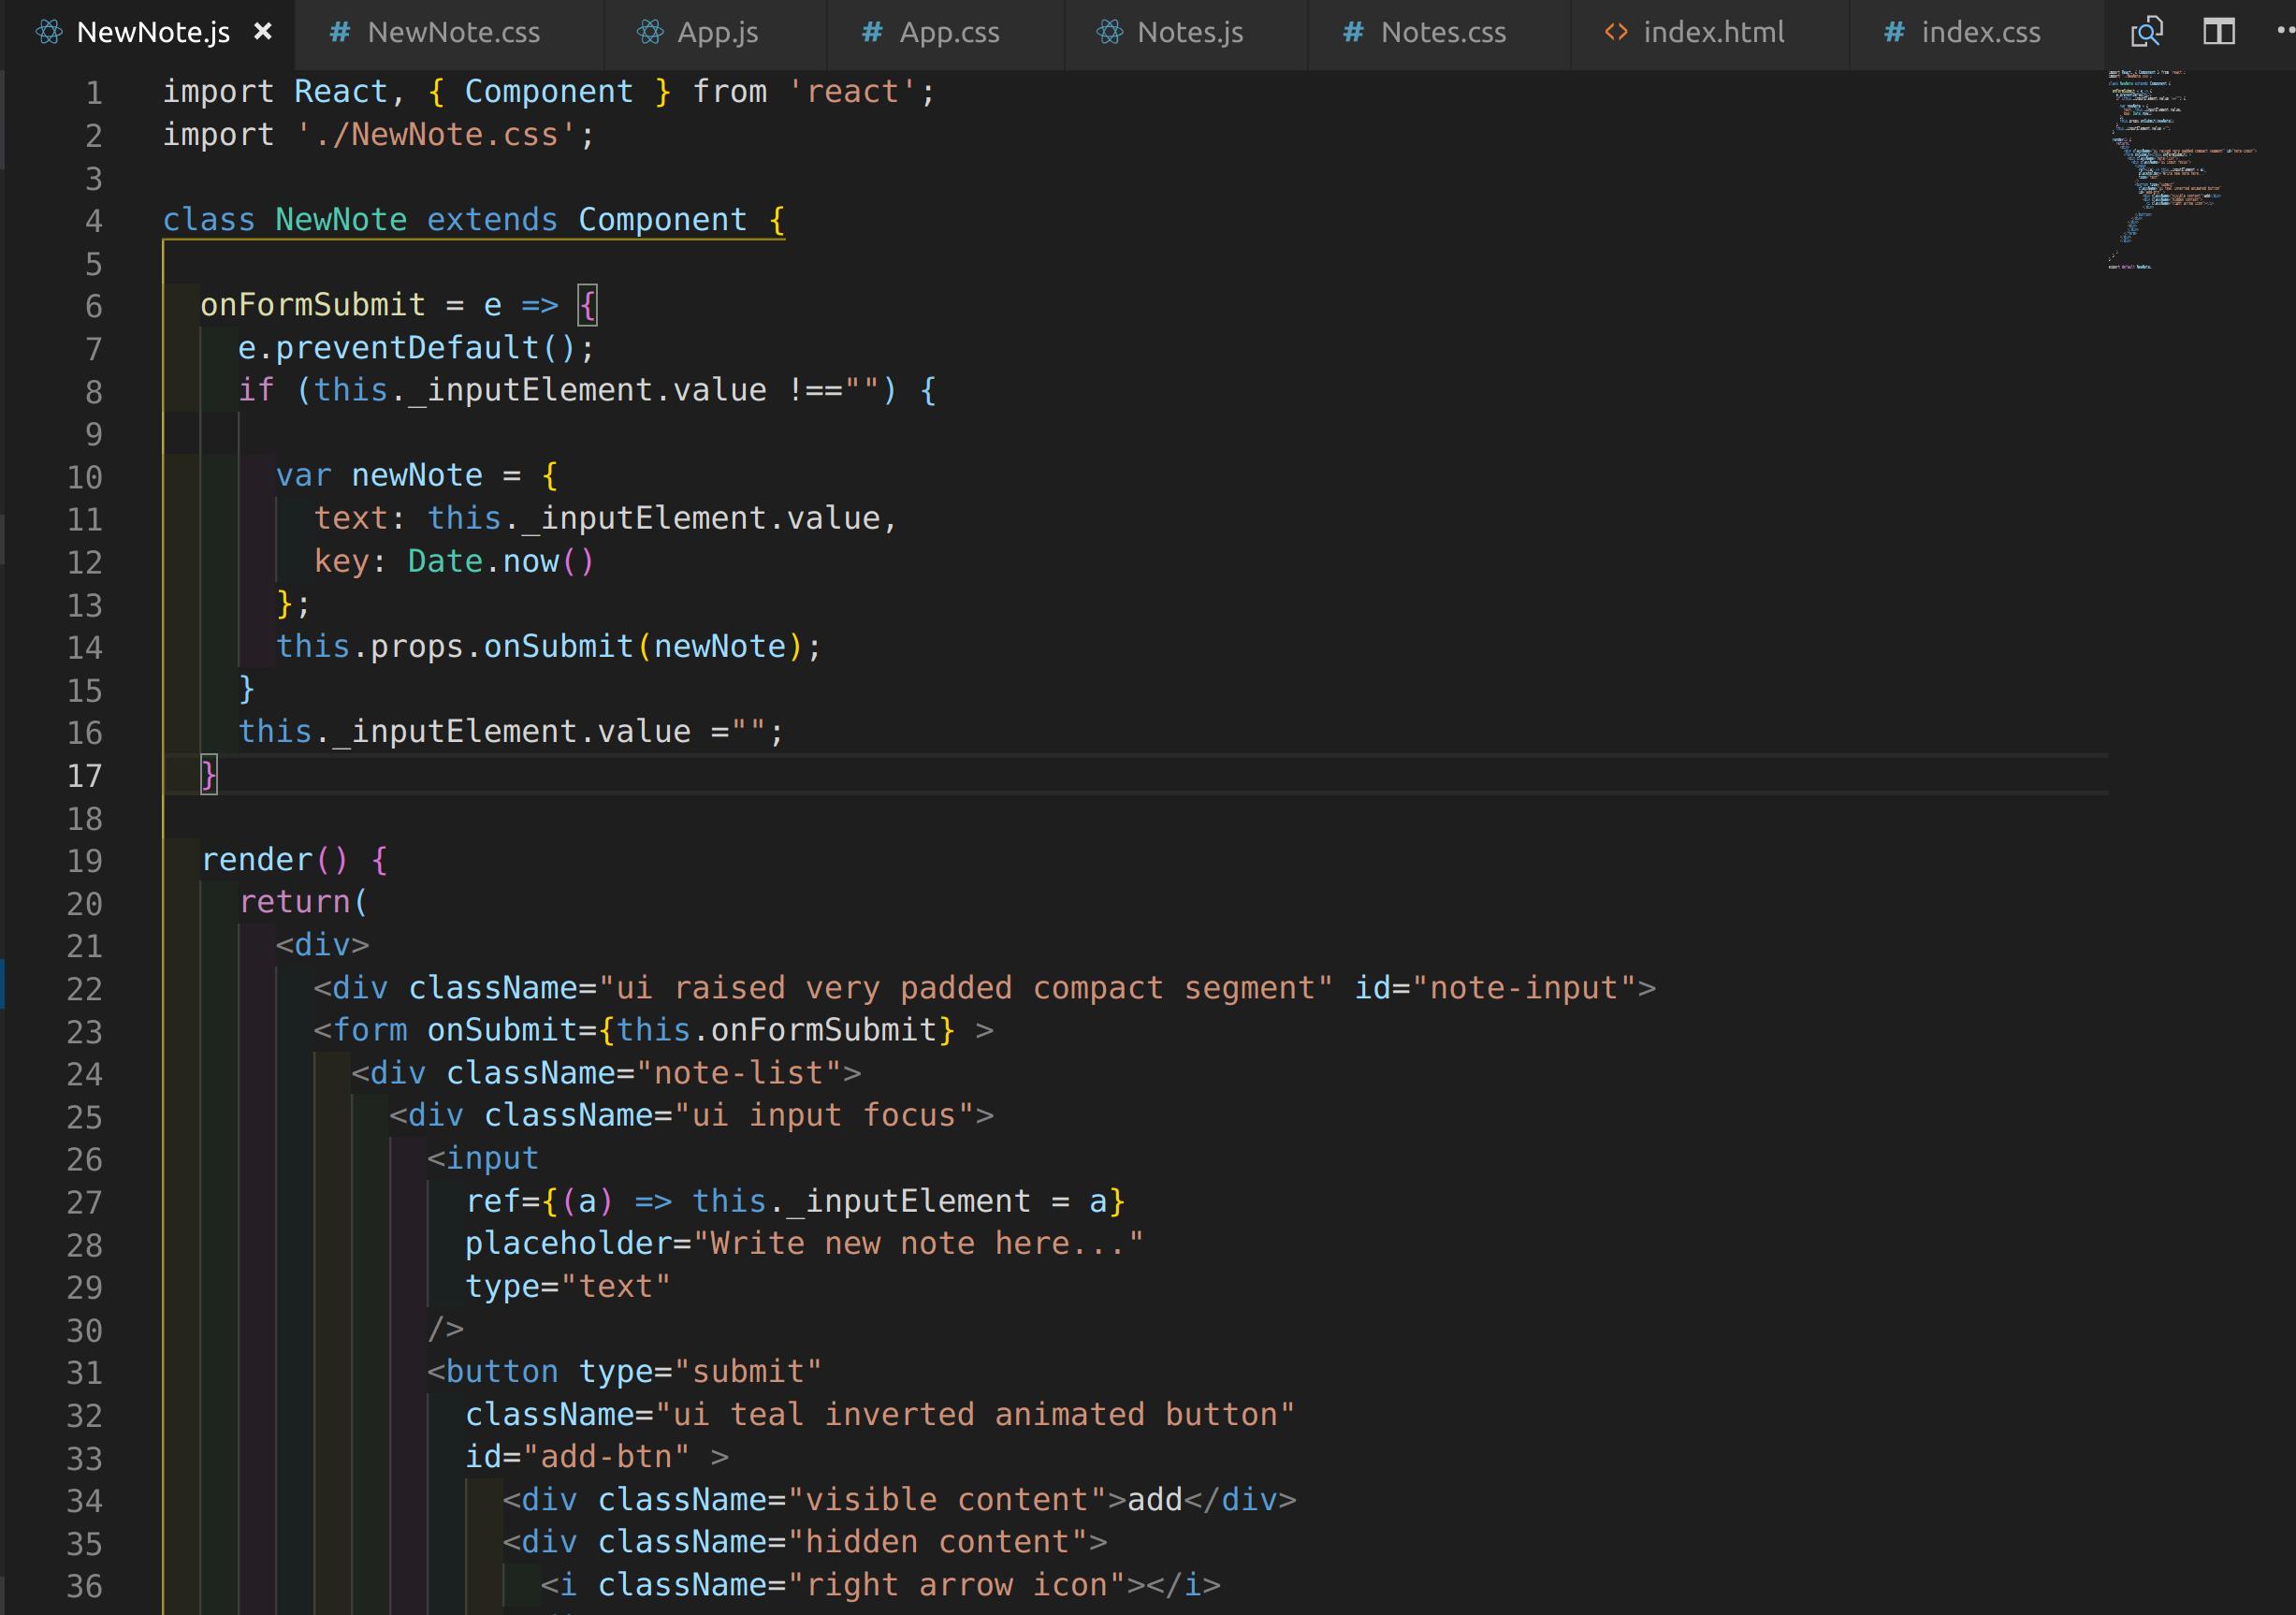 NewNote.js × # NewNote.css App.js # App.css Notes.js # Notes.css <> index.html # index.css
1 import React, { Component } from 'react';
2 import './NewNote.css';
3
4 class NewNote extends Component {
5
6   onFormSubmit = e => {
7     e.preventDefault();
8     if (this._inputElement.value !=="") {
9
10       var newNote = {
11         text: this._inputElement.value,
12         key: Date.now()
13       };
14       this.props.onSubmit(newNote);
15     }
16     this._inputElement.value ="";
17   }
18
19   render() {
20     return(
21       <div>
22         <div className="ui raised very padded compact segment" id="note-input">
23         <form onSubmit={this.onFormSubmit} >
24           <div className="note-list">
25             <div className="ui input focus">
26               <input
27                 ref={(a) => this._inputElement = a}
28                 placeholder="Write new note here..."
29                 type="text"
30               />
31               <button type="submit"
32                 className="ui teal inverted animated button"
33                 id="add-btn" >
34                   <div className="visible content">add</div>
35                   <div className="hidden content">
36                     <i className="right arrow icon"></i>